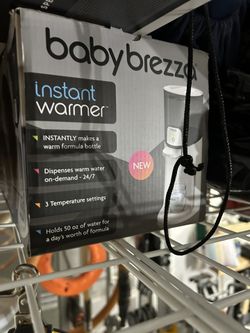 baby brezza
instant
warmer™
INSTANTLY makes a
warm formula bottle
NEW
Dispenses warm water
on-demand - 24/7
3 Temperature settings
Holds 50 oz of water for
a day's worth of formula